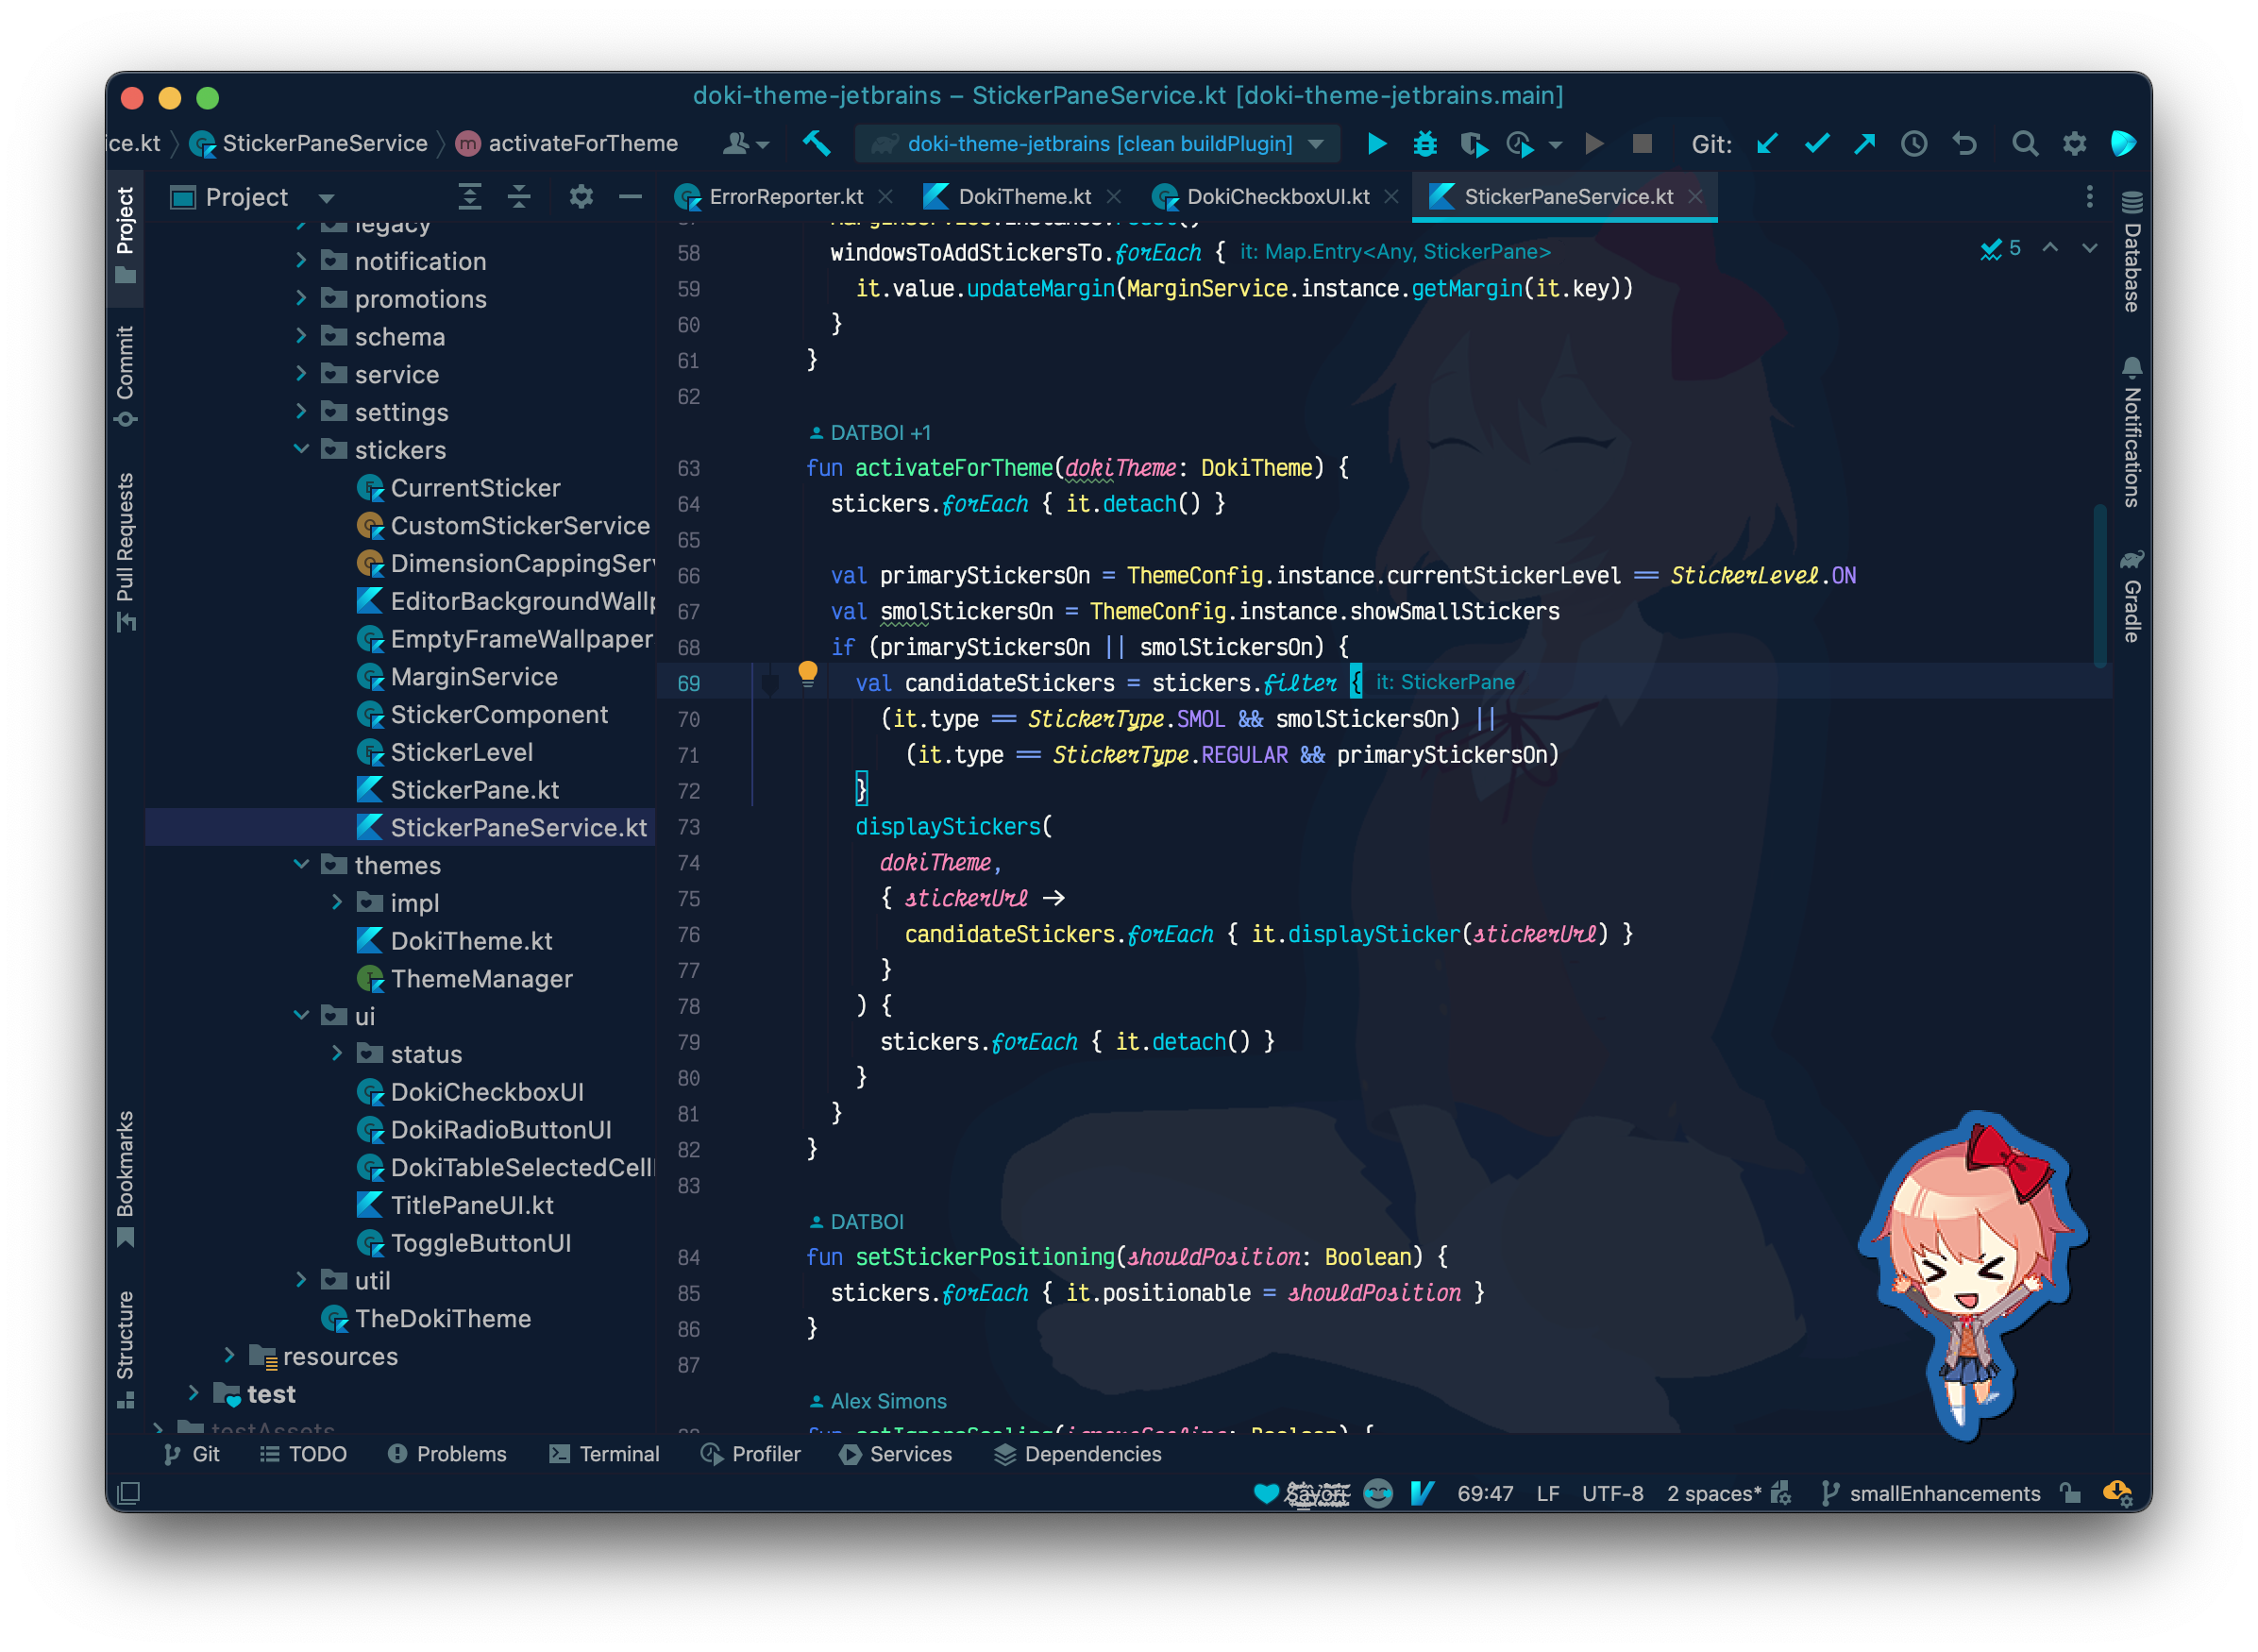 doki-theme-jetbrains – StickerPaneService.kt [doki-theme-jetbrains.main]
ice.kt StickerPaneService m activateForTheme doki-theme-jetbrains [clean buildPlugin] Git:
Project
ErrorReporter.kt DokiTheme.kt DokiCheckboxUI.kt StickerPaneService.kt
Project
Commit
Pull Requests
Bookmarks
Structure
legacy
notification
promotions
schema
service
settings
stickers
CurrentSticker
CustomStickerService
DimensionCappingServ
EditorBackgroundWallp
EmptyFrameWallpaper
MarginService
StickerComponent
StickerLevel
StickerPane.kt
StickerPaneService.kt
themes
impl
DokiTheme.kt
ThemeManager
ui
status
DokiCheckboxUI
DokiRadioButtonUI
DokiTableSelectedCell
TitlePaneUI.kt
ToggleButtonUI
util
TheDokiTheme
resources
test
testAssets
58 windowsToAddStickersTo.forEach { it: Map.Entry<Any, StickerPane>
59 it.value.updateMargin(MarginService.instance.getMargin(it.key))
60 }
61 }
62
DATBOI +1
63 fun activateForTheme(dokiTheme: DokiTheme) {
64 stickers.forEach { it.detach() }
65
66 val primaryStickersOn = ThemeConfig.instance.currentStickerLevel == StickerLevel.ON
67 val smolStickersOn = ThemeConfig.instance.showSmallStickers
68 if (primaryStickersOn || smolStickersOn) {
69 val candidateStickers = stickers.filter { it: StickerPane
70 (it.type == StickerType.SMOL && smolStickersOn) ||
71 (it.type == StickerType.REGULAR && primaryStickersOn)
72 }
73 displayStickers(
74 dokiTheme,
75 { stickerUrl ->
76 candidateStickers.forEach { it.displaySticker(stickerUrl) }
77 }
78 ) {
79 stickers.forEach { it.detach() }
80 }
81 }
82 }
83
DATBOI
84 fun setStickerPositioning(shouldPosition: Boolean) {
85 stickers.forEach { it.positionable = shouldPosition }
86 }
87
Alex Simons
fun setIgnoreScaling(ignoreScaling: Boolean) {
5
Database
Notifications
Gradle
Git TODO Problems Terminal Profiler Services Dependencies
Sayori 69:47 LF UTF-8 2 spaces* smallEnhancements